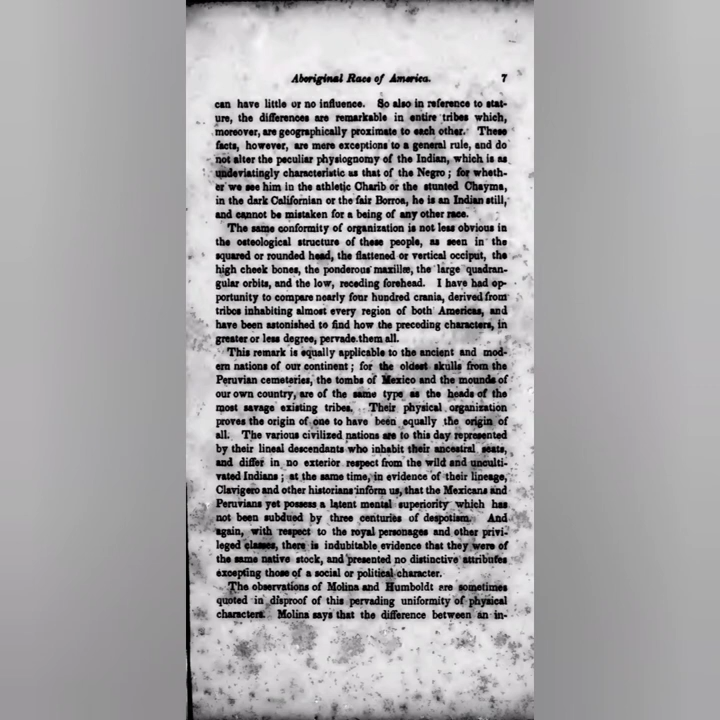 Aboriginal Race of America. 7
can have little or no influence. So also in reference to stat-
ure, the differences are remarkable in entire tribes which,
moreover, are geographically proximate to each other. These
facts, however, are mere exceptions to a general rule, and do
not alter the peculiar physiognomy of the Indian, which is as
undeviatingly characteristic as that of the Negro; for wheth-
er we see him in the athletic Charib or the stunted Chayma,
in the dark Californian or the fair Borroa, he is an Indian still,
and cannot be mistaken for a being of any other race.
The same conformity of organization is not less obvious in
the osteological structure of these people, as seen in the
squared or rounded head, the flattened or vertical occiput, the
high cheek bones, the ponderous maxillæ, the large quadran-
gular orbits, and the low, receding forehead. I have had op-
portunity to compare nearly four hundred crania, derived from
tribes inhabiting almost every region of both Americas, and
have been astonished to find how the preceding characters, in
greater or less degree, pervade them all.
This remark is equally applicable to the ancient and mod-
ern nations of our continent; for the oldest skulls from the
Peruvian cemeteries, the tombs of Mexico and the mounds of
our own country, are of the same type as the heads of the
most savage existing tribes. Their physical organization
proves the origin of one to have been equally the origin of
all. The various civilized nations are to this day represented
by their lineal descendants who inhabit their ancestral seats,
and differ in no exterior respect from the wild and unculti-
vated Indians; at the same time, in evidence of their lineage,
Clavigero and other historians inform us, that the Mexicans and
Peruvians yet possess a latent mental superiority which has
not been subdued by three centuries of despotism. And
again, with respect to the royal personages and other privi-
leged classes, there is indubitable evidence that they were of
the same native stock, and presented no distinctive attributes
excepting those of a social or political character.
The observations of Molina and Humboldt are sometimes
quoted in disproof of this pervading uniformity of physical
characters. Molina says that the difference between an in-